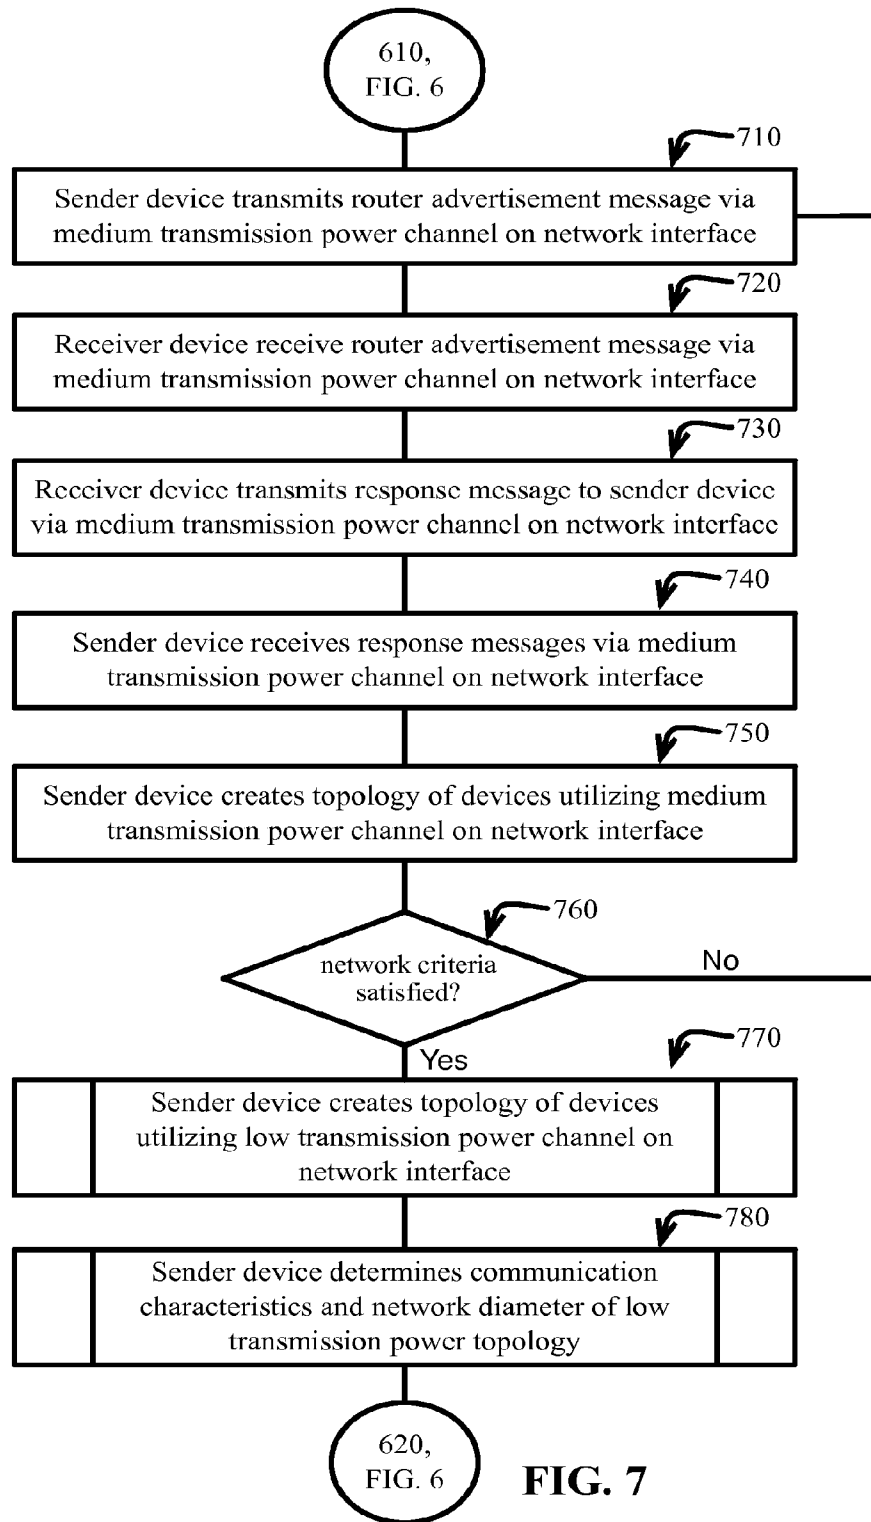 610,
FIG. 6
710
Sender device transmits router advertisement message via
medium transmission power channel on network interface
720
Receiver device receive router advertisement message via
medium transmission power channel on network interface
730
Receiver device transmits response message to sender device
via medium transmission power channel on network interface
740
Sender device receives response messages via medium
transmission power channel on network interface
750
Sender device creates topology of devices utilizing medium
transmission power channel on network interface
760
network criteria
satisfied?
No
Yes
770
Sender device creates topology of devices
utilizing low transmission power channel on
network interface
780
Sender device determines communication
characteristics and network diameter of low
transmission power topology
620,
FIG. 6
FIG. 7